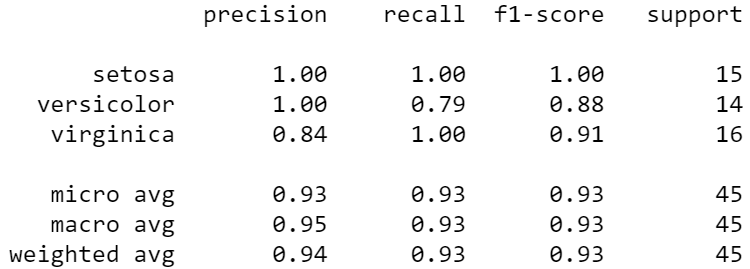 precision recall f1-score support
setosa 1.00 1.00 1.00 15
versicolor 1.00 0.79 0.88 14
virginica 0.84 1.00 0.91 16
micro avg 0.93 0.93 0.93 45
macro avg 0.95 0.93 0.93 45
weighted avg 0.94 0.93 0.93 45